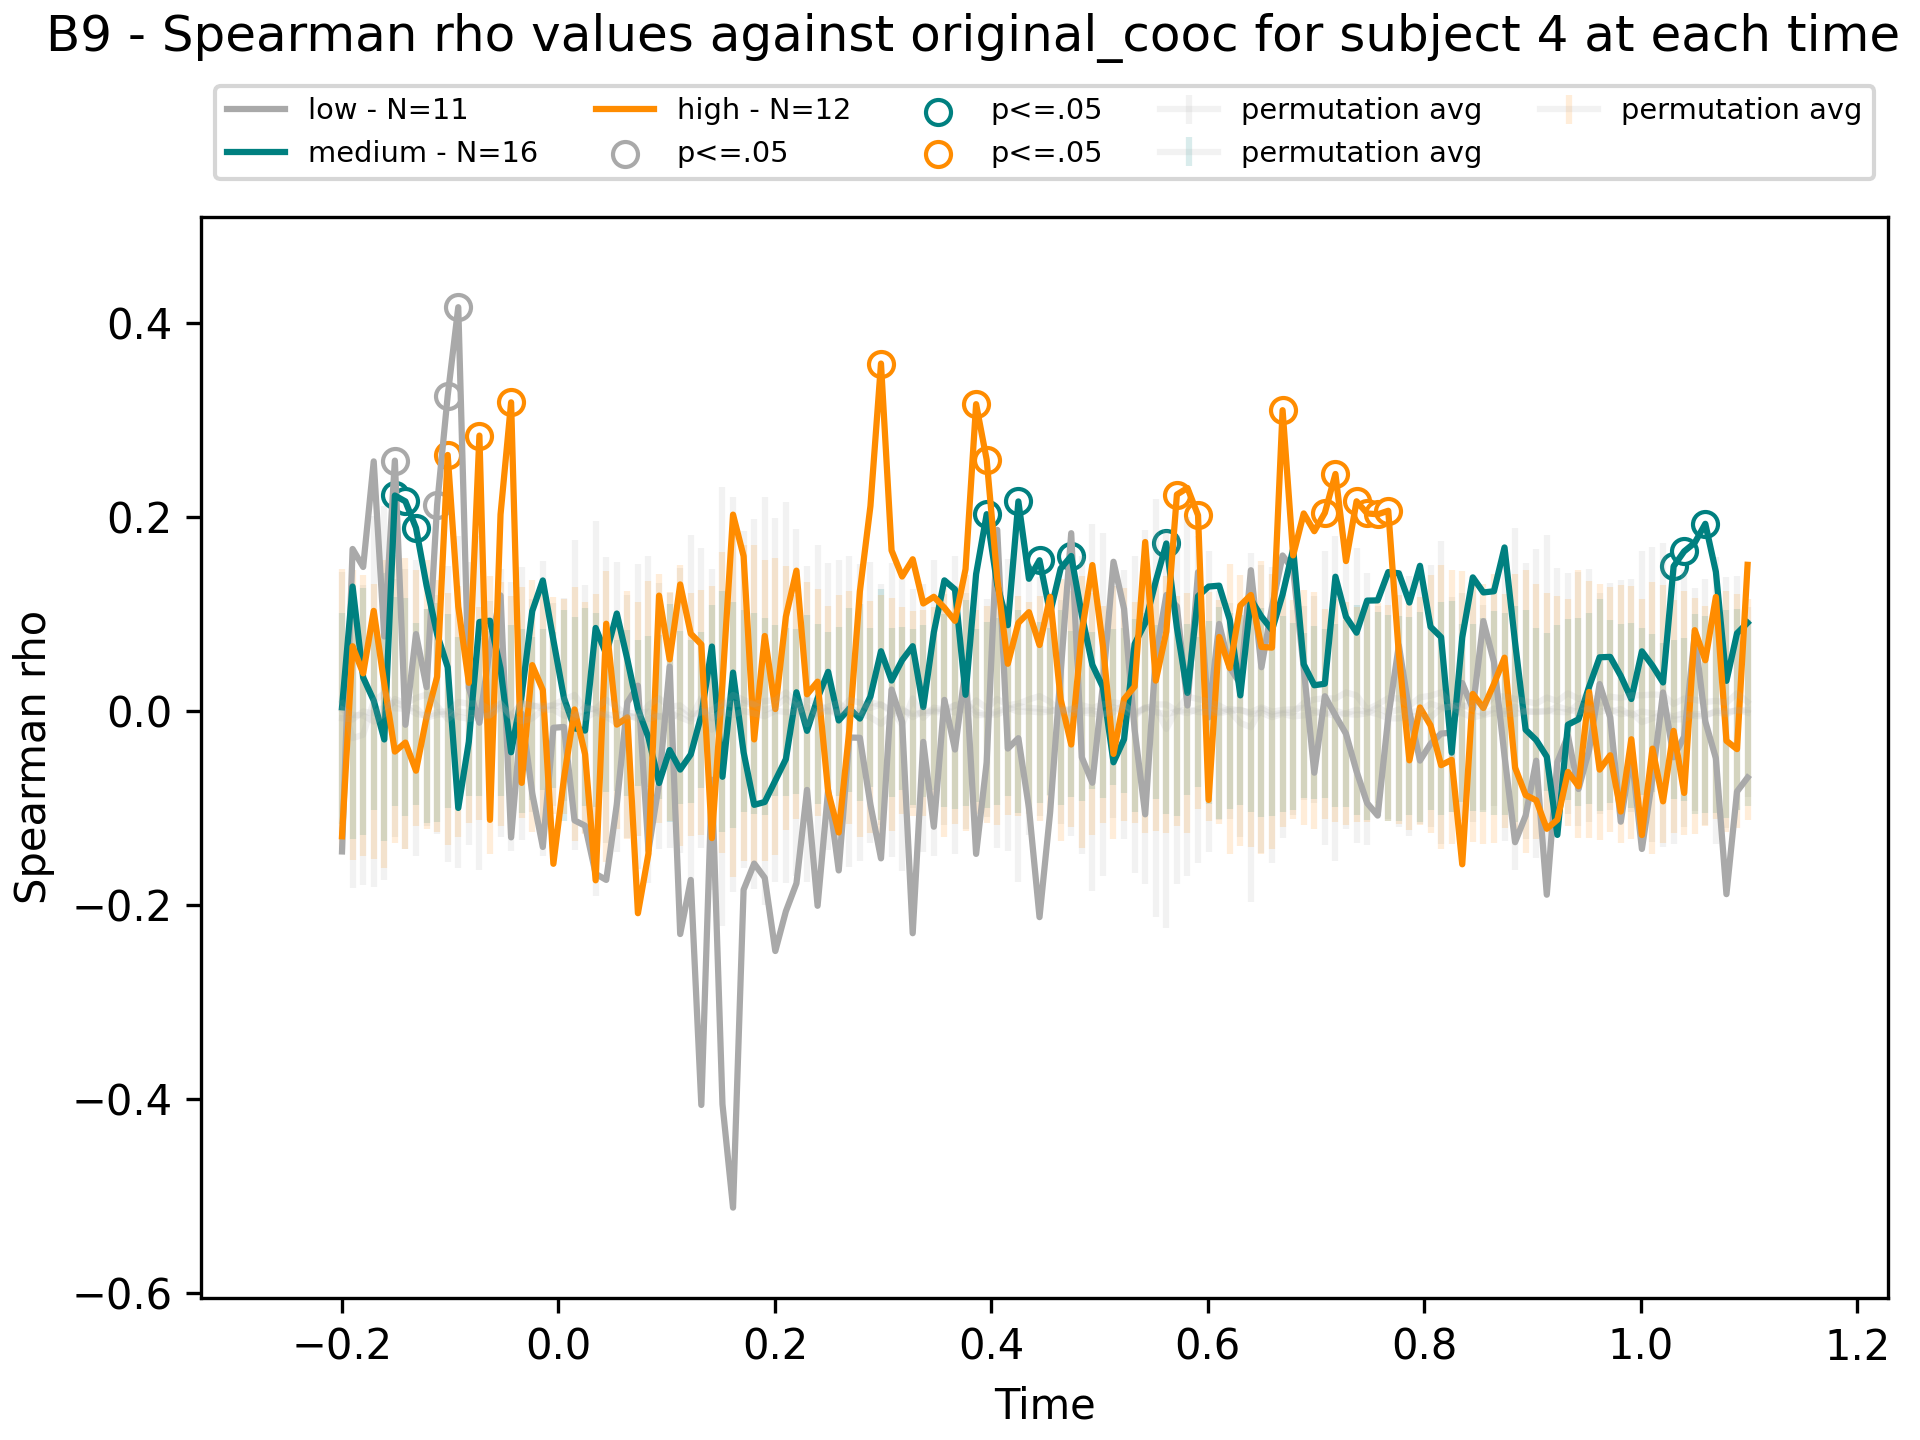 B9 - Spearman rho values against original_cooc for subject 4 at each time
low - N=11
medium - N=16
high - N=12
p<=.05
p<=.05
p<=.05
permutation avg
permutation avg
permutation avg
Spearman rho
0.4
0.2
0.0
−0.2
−0.4
−0.6
−0.2
0.0
0.2
0.4
0.6
0.8
1.0
1.2
Time